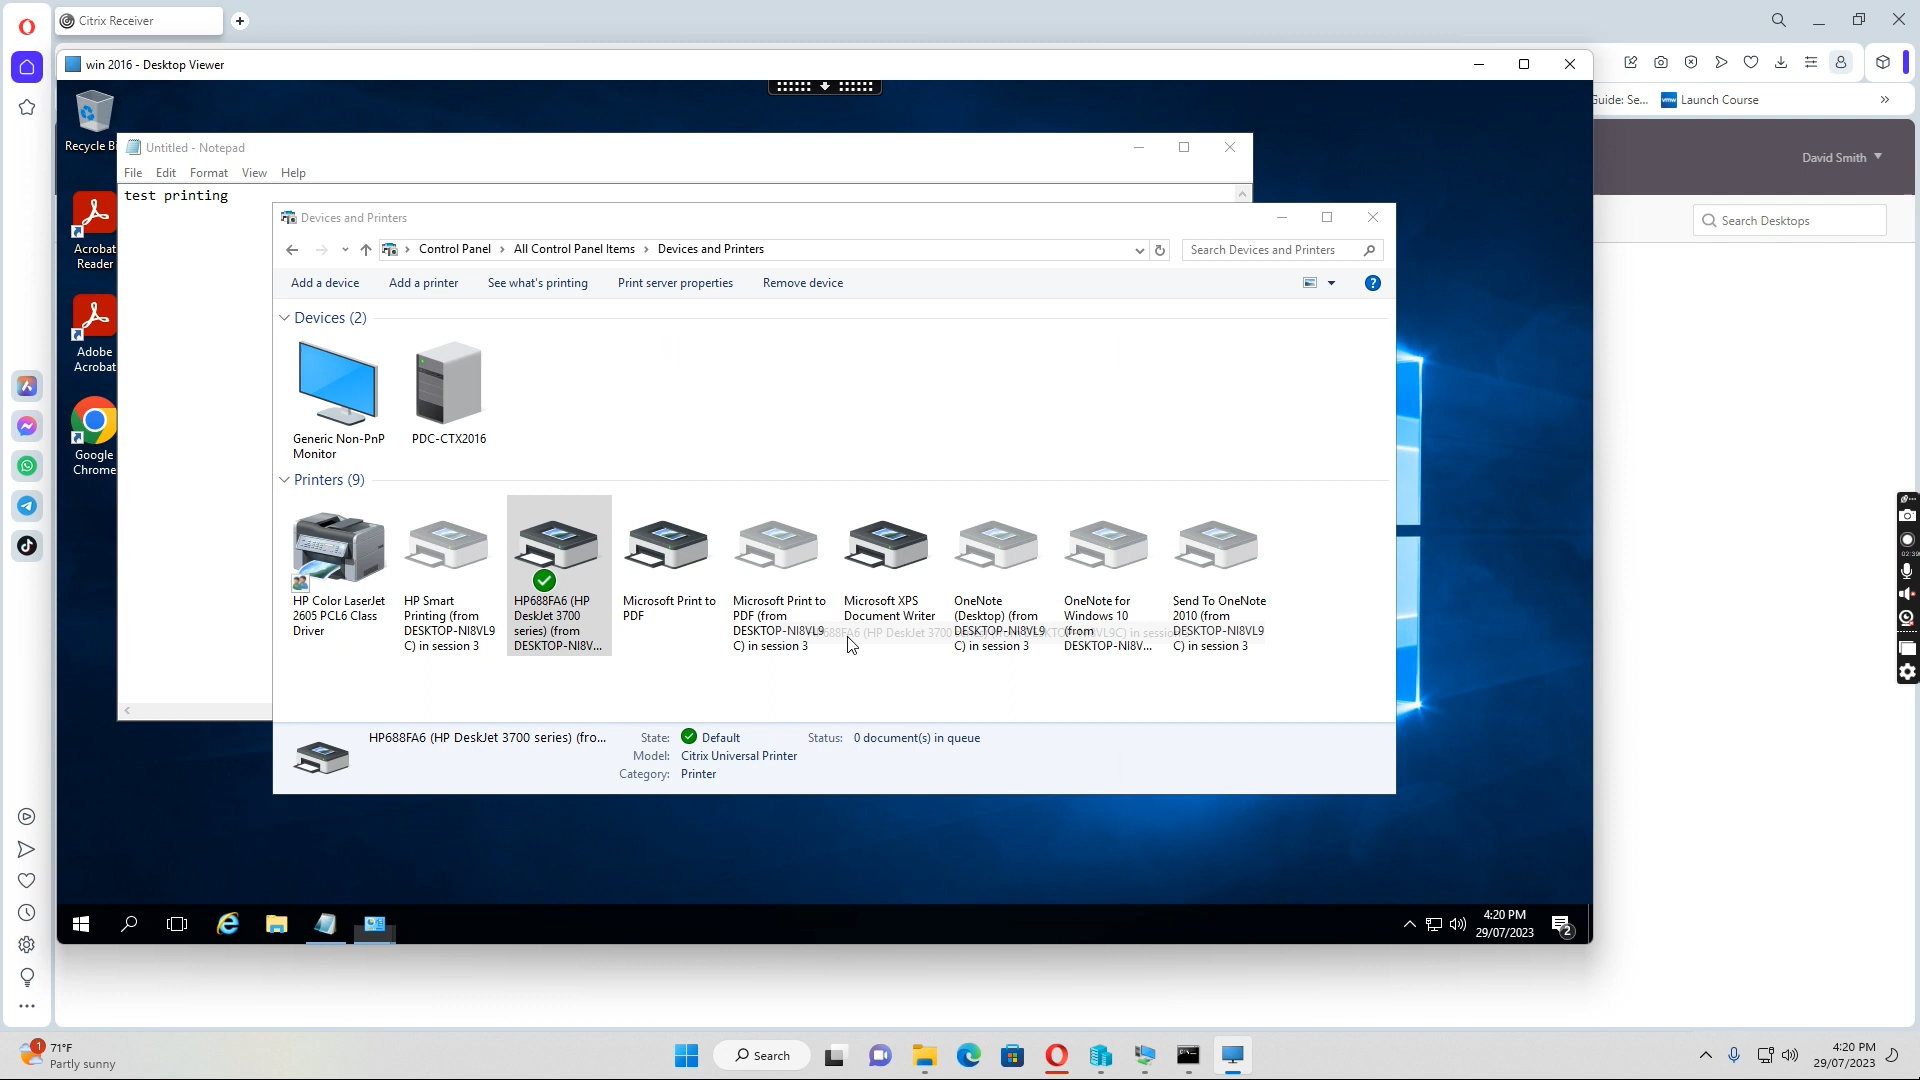 Citrix Receiver
win 2016 - Desktop Viewer
Guide: Se...
vmw Launch Course
David Smith
Search Desktops
Recycle Bi
Untitled - Notepad
File Edit Format View Help
test printing
Acrobat
Reader
Adobe
Acrobat
Google
Chrome
Devices and Printers
Control Panel > All Control Panel Items > Devices and Printers
Search Devices and Printers
Add a device Add a printer See what's printing Print server properties Remove device
?
Devices (2)
Generic Non-PnP
Monitor
PDC-CTX2016
Printers (9)
HP Color LaserJet
2605 PCL6 Class
Driver
HP Smart
Printing (from
DESKTOP-NI8VL9
C) in session 3
HP688FA6 (HP
DeskJet 3700
series) (from
DESKTOP-NI8V...
Microsoft Print to
PDF
Microsoft Print to
PDF (from
DESKTOP-NI8VL9
C) in session 3
Microsoft XPS
Document Writer
OneNote
(Desktop) (from
DESKTOP-NI8VL9
C) in session 3
OneNote for
Windows 10
(from
DESKTOP-NI8V...
Send To OneNote
2010 (from
DESKTOP-NI8VL9
C) in session 3
HP688FA6 (HP DeskJet 3700 series) (fro...
State: Default
Status: 0 document(s) in queue
Model: Citrix Universal Printer
Category: Printer
4:20 PM
29/07/2023
2
1
71°F
Partly sunny
Search
4:20 PM
29/07/2023